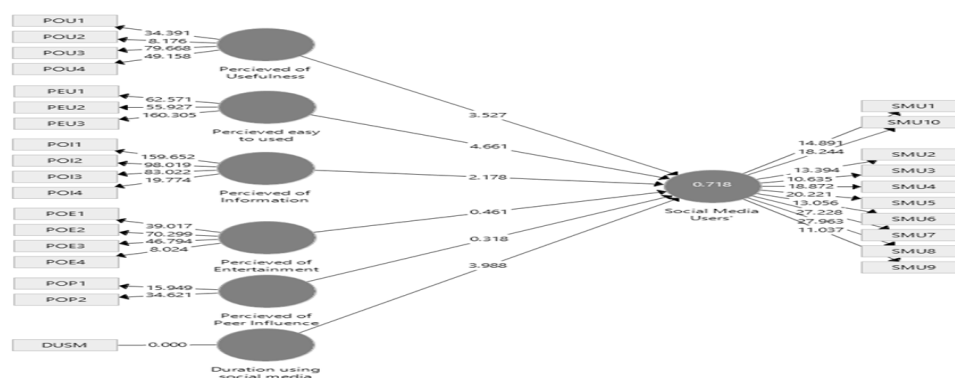 POU1
POU2
POU3
POU4
34.391
8.176
79.668
49.158
Percieved of
Usefulness
PEU1
PEU2
PEU3
62.571
55.927
160.305
Percieved easy
to used
POI1
POI2
POI3
POI4
159.652
98.019
83.022
19.774
Percieved of
Information
POE1
POE2
POE3
POE4
39.017
70.299
46.794
8.024
Percieved of
Entertainment
POP1
POP2
15.949
34.621
Percieved of
Peer Influence
DUSM
0.000
Duration using
social media
3.527
4.661
2.178
0.461
0.318
3.988
0.718
Social Media
Users'
14.891
18.244
13.394
10.635
18.872
20.221
13.056
27.228
27.963
11.037
SMU1
SMU10
SMU2
SMU3
SMU4
SMU5
SMU6
SMU7
SMU8
SMU9